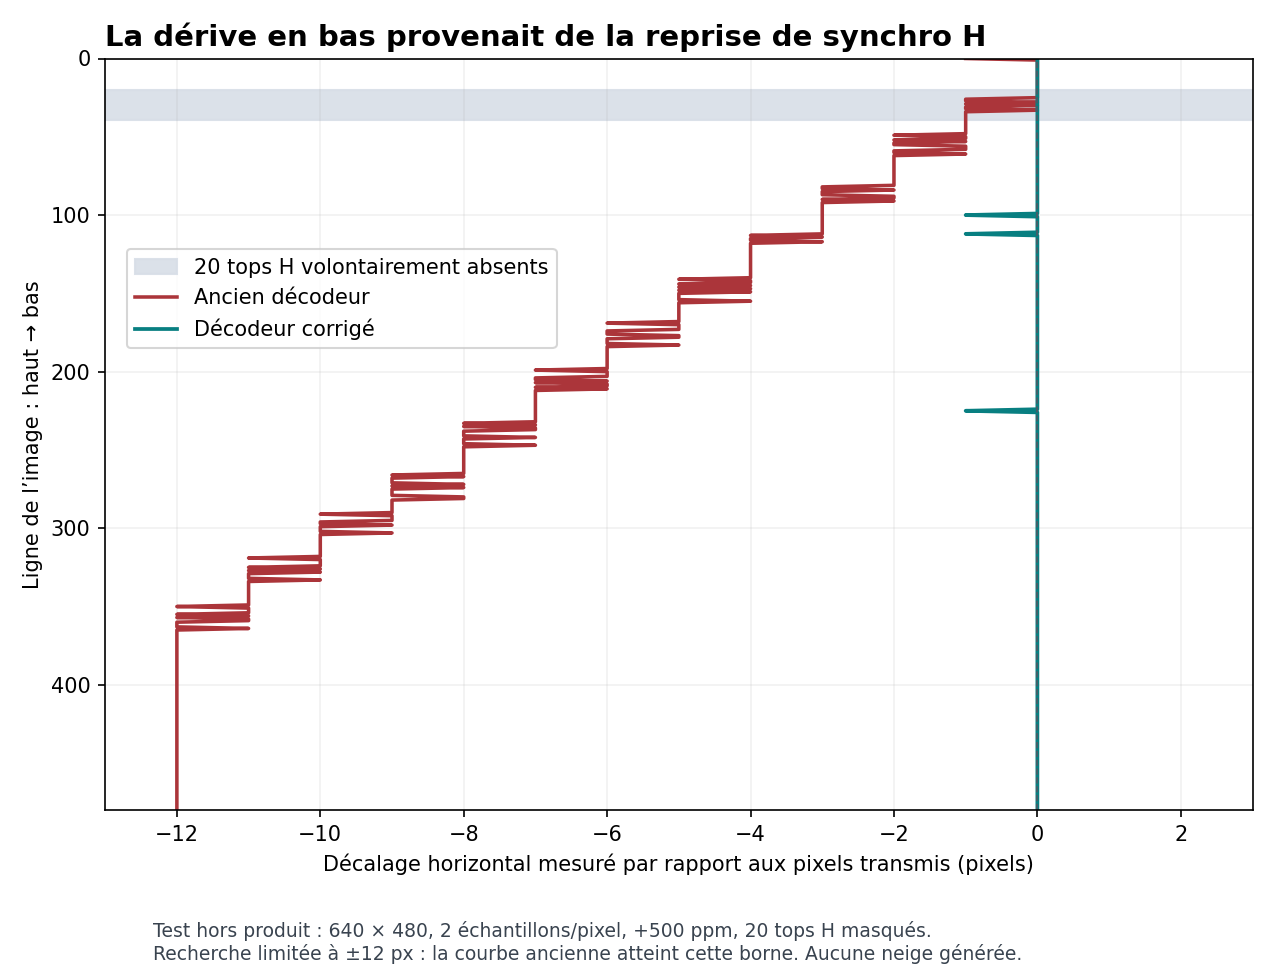 La dérive en bas provenait de la reprise de synchro H
0
100
200
300
400
Ligne de l’image : haut → bas
20 tops H volontairement absents
Ancien décodeur
Décodeur corrigé
−12
−10
−8
−6
−4
−2
0
2
Décalage horizontal mesuré par rapport aux pixels transmis (pixels)
Test hors produit : 640 × 480, 2 échantillons/pixel, +500 ppm, 20 tops H masqués.
Recherche limitée à ±12 px : la courbe ancienne atteint cette borne. Aucune neige générée.